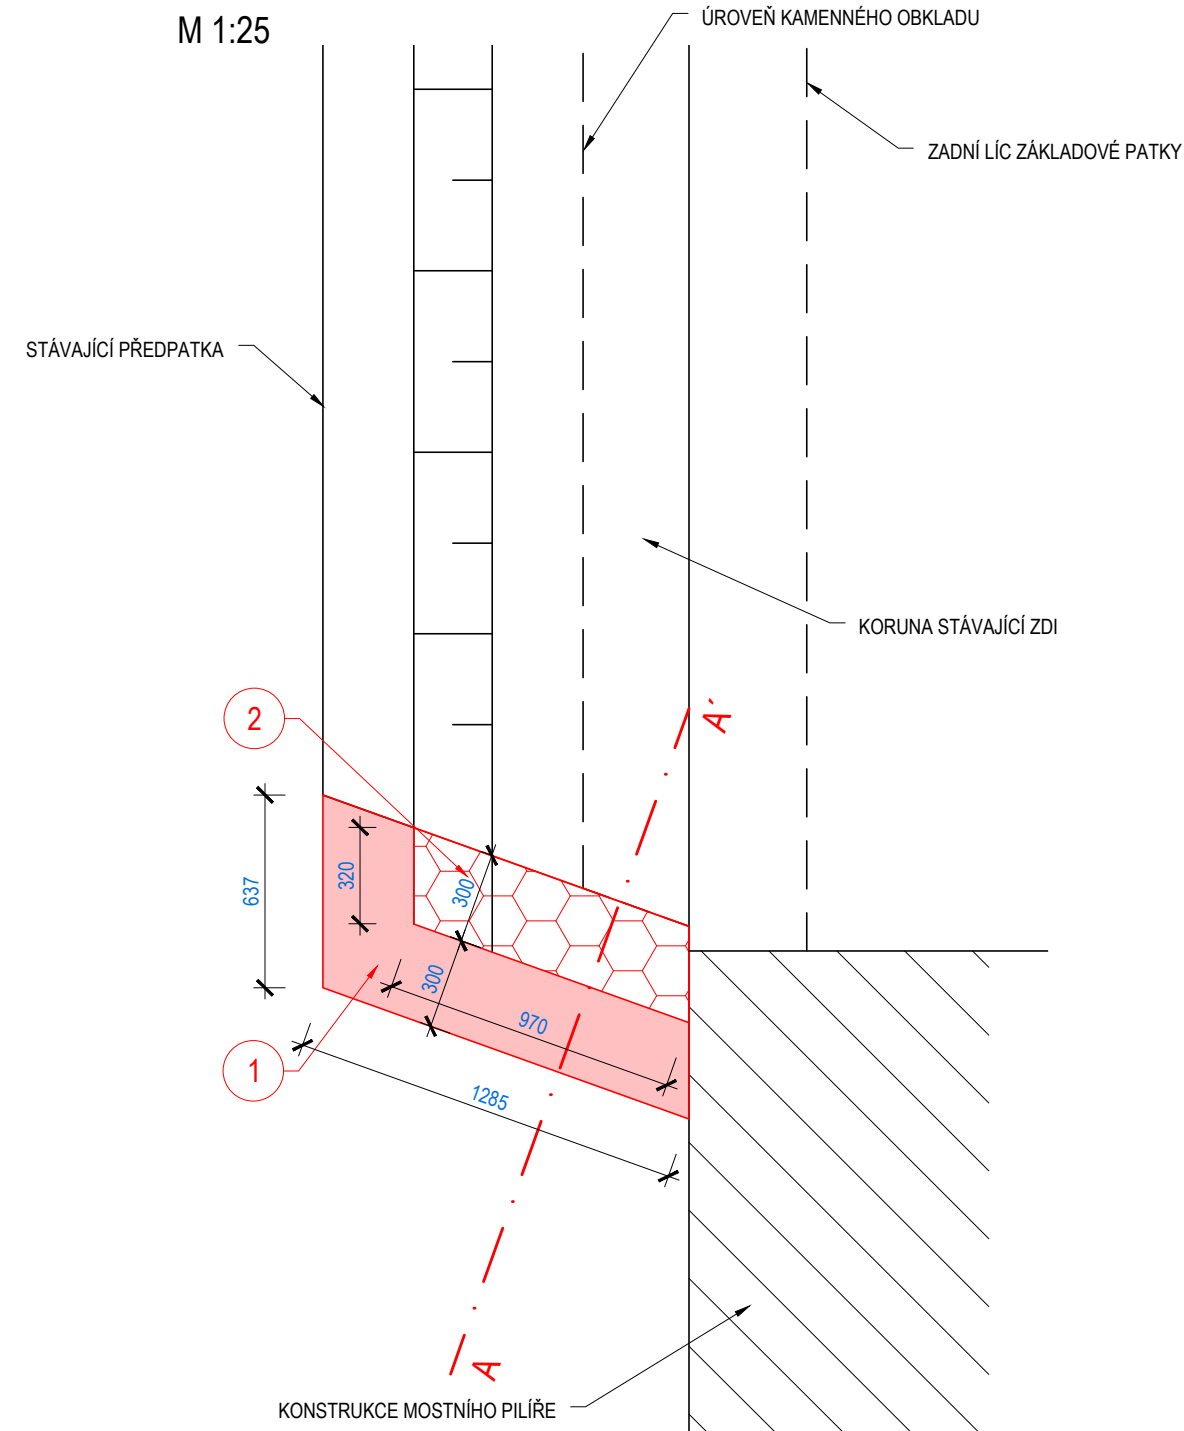 M 1:25
ÚROVEŇ KAMENNÉHO OBKLADU
ZADNÍ LÍC ZÁKLADOVÉ PATKY
STÁVAJÍCÍ PŘEDPATKA
KORUNA STÁVAJÍCÍ ZDI
2
A´
637
320
300
300
970
1
1285
A
KONSTRUKCE MOSTNÍHO PILÍŘE